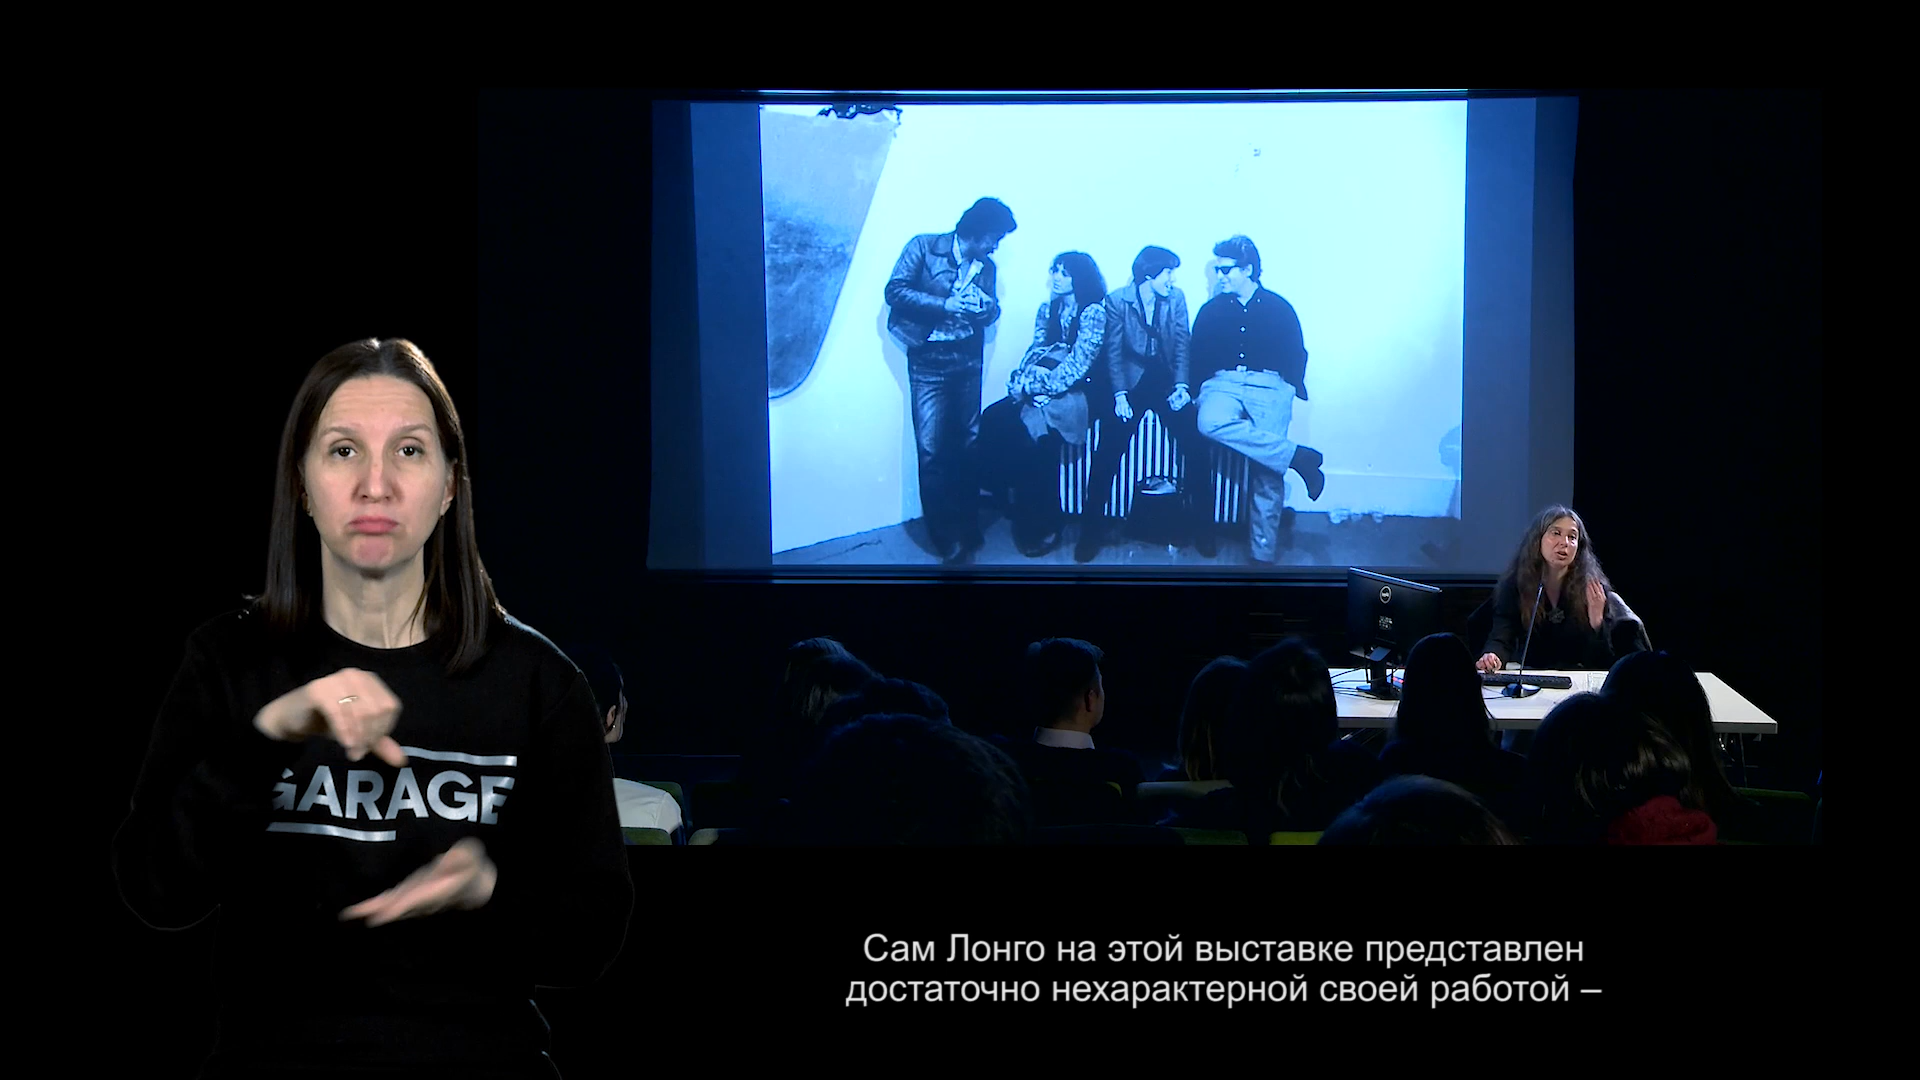 GARAGE
Сам Лонго на этой выставке представлен
достаточно нехарактерной своей работой –